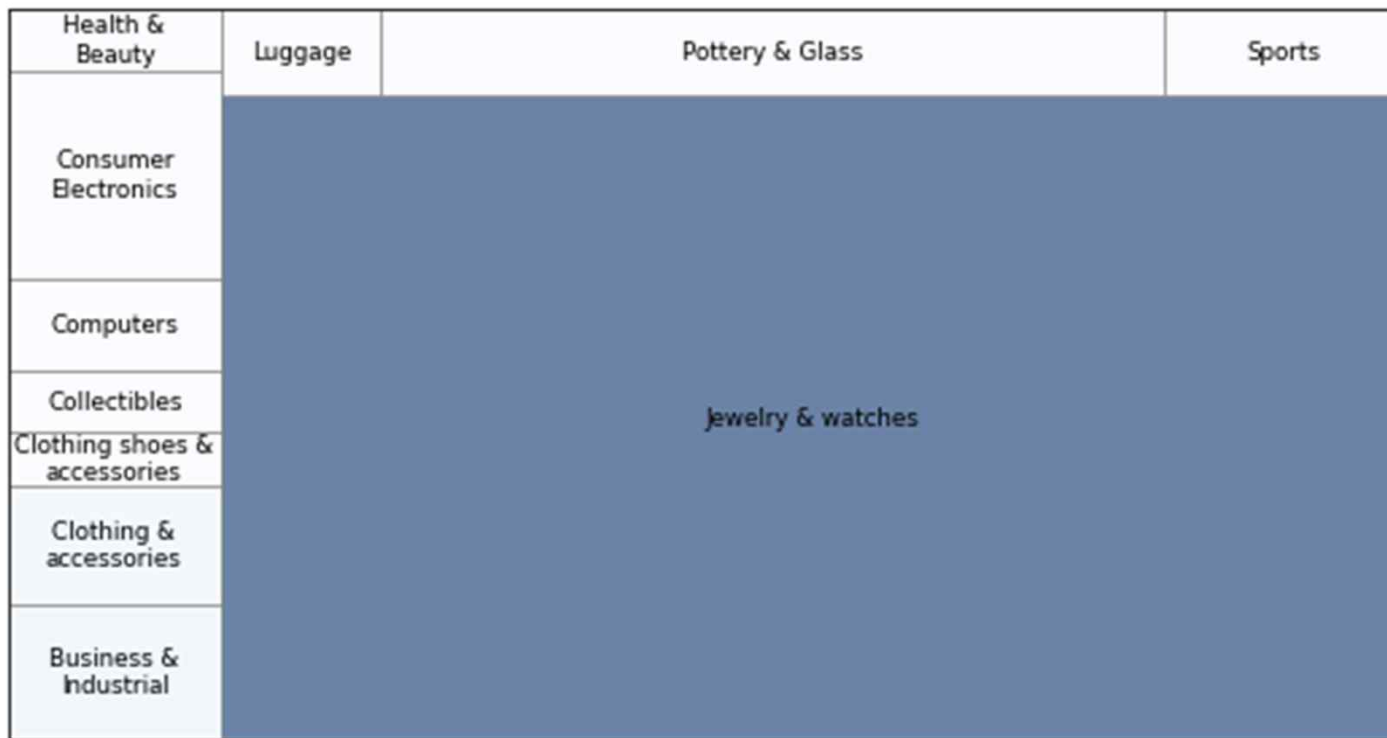 Health &
Beauty
Luggage
Pottery & Glass
Sports
Consumer
Electronics
Computers
Collectibles
Jewelry & watches
Clothing shoes &
accessories
Clothing &
accessories
Business &
Industrial